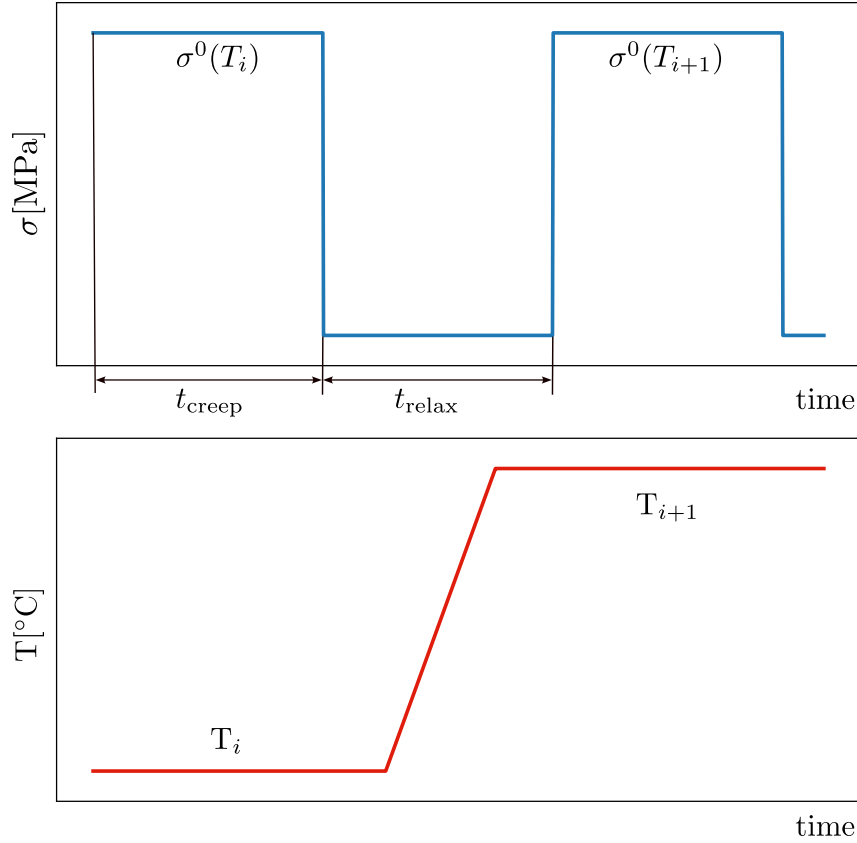 σ[MPa]
σ⁰(Tᵢ)
σ⁰(Tᵢ₊₁)
t_creep
t_relax
time
T[°C]
Tᵢ₊₁
Tᵢ
time